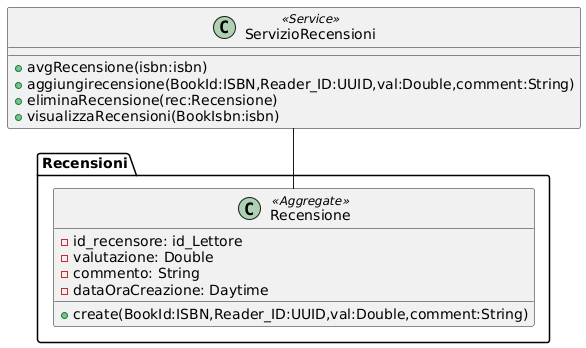 «Service»
C ServizioRecensioni
avgRecensione(isbn:isbn)
aggiungirecensione(BookId:ISBN,Reader_ID:UUID,val:Double,comment:String)
eliminaRecensione(rec:Recensione)
visualizzaRecensioni(BookIsbn:isbn)
Recensioni
«Aggregate»
C Recensione
id_recensore: id_Lettore
valutazione: Double
commento: String
dataOraCreazione: Daytime
create(BookId:ISBN,Reader_ID:UUID,val:Double,comment:String)